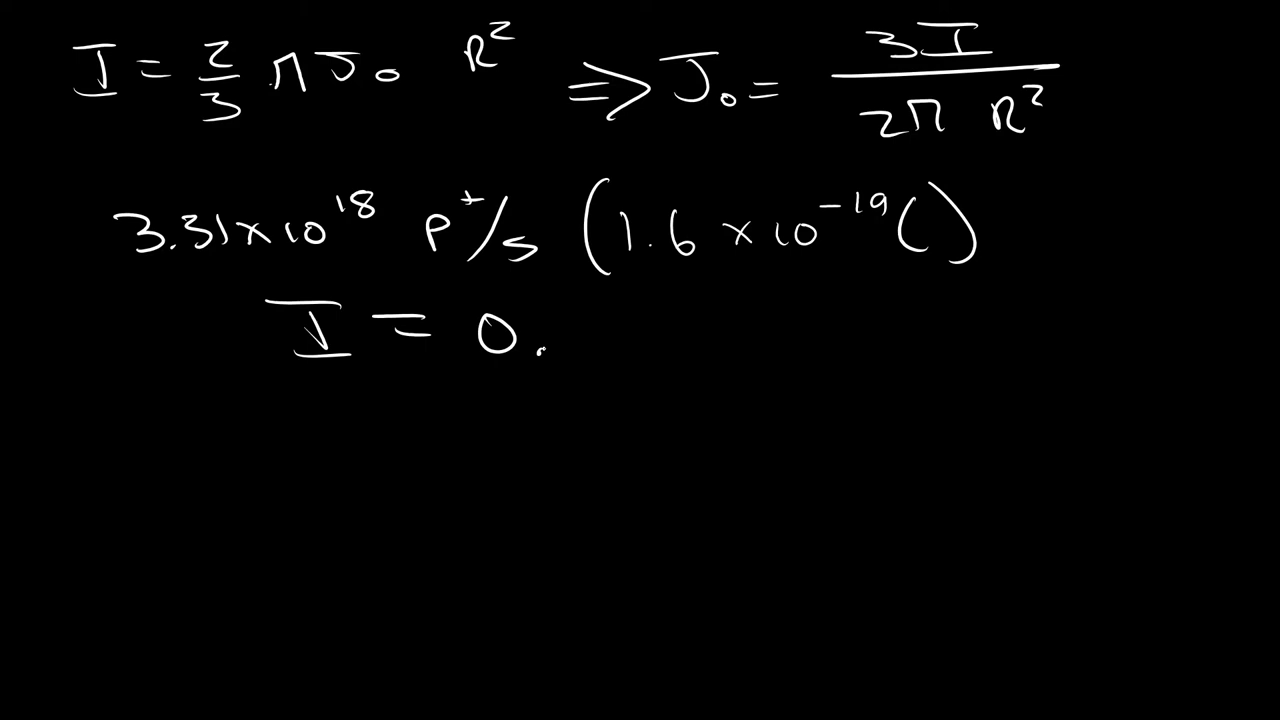 I = 2/3 π J₀ R² ⇒ J₀ = 3I / 2π R²
3.31 × 10¹⁸ P⁺/s (1.6 × 10⁻¹⁹ C)
I = 0.